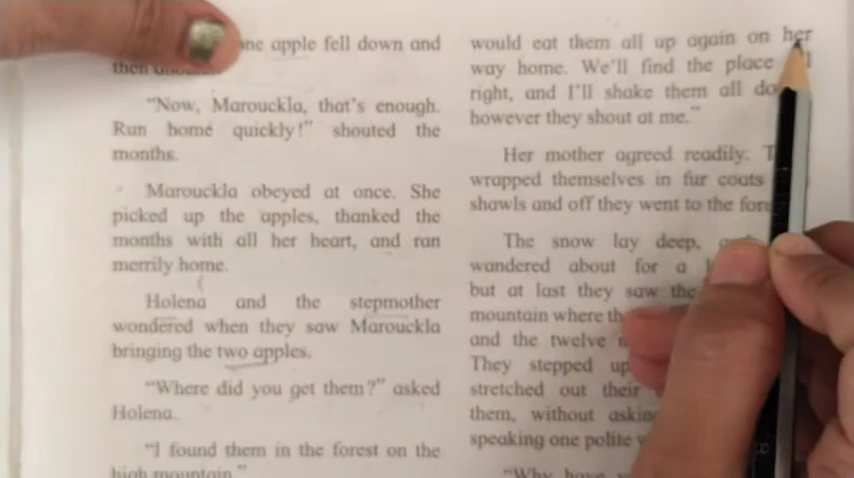 one apple fell down and
then
"Now, Marouckla, that's enough.
Run home quickly!" shouted the
months.
Marouckla obeyed at once. She
picked up the apples, thanked the
months with all her heart, and ran
merrily home.
Holena and the stepmother
wondered when they saw Marouckla
bringing the two apples.
"Where did you get them?" asked
Holena.
"I found them in the forest on the
high mountain."
would eat them all up again on her
way home. We'll find the place
right, and I'll shake them all
however they shout at me."
Her mother agreed readily.
wrapped themselves in fur coats
shawls and off they went to the
The snow lay deep,
wandered about for a
but at last they saw the
mountain where
and the twelve
They stepped up
stretched out their
them, without
speaking one polite
"Why have